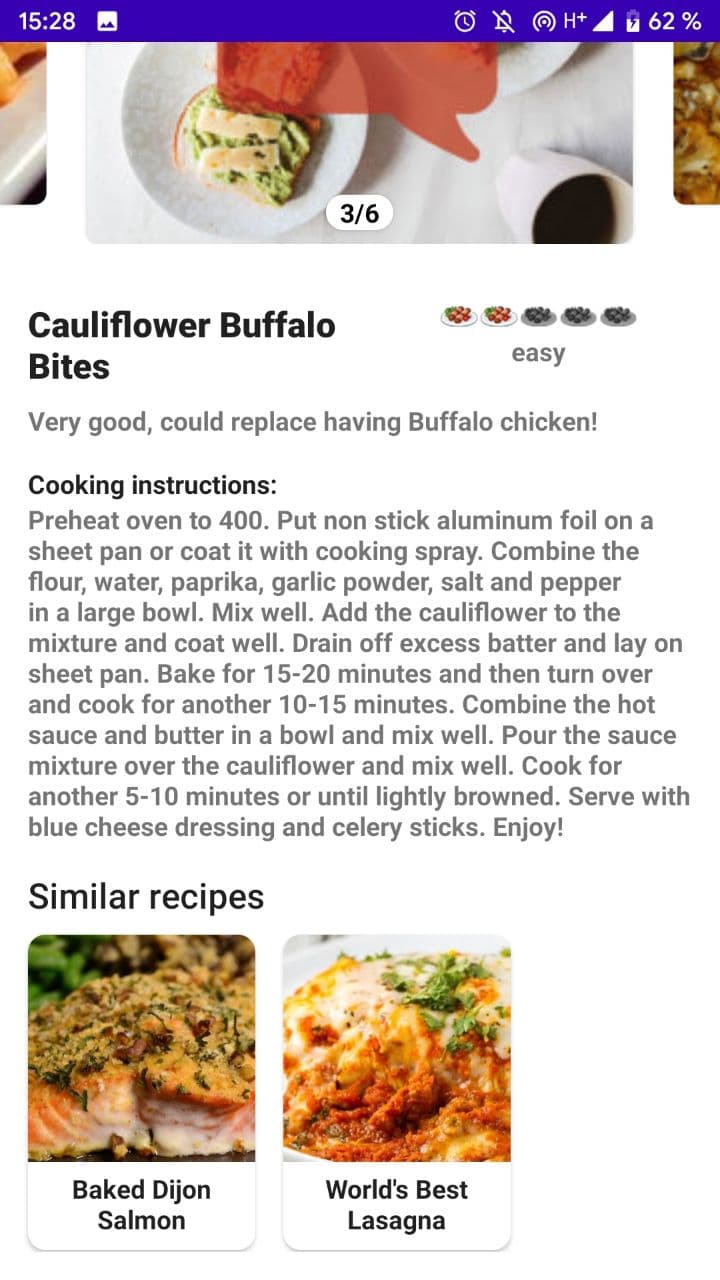 15:28 H+ 62 %
3/6
Cauliflower Buffalo
Bites
easy
Very good, could replace having Buffalo chicken!
Cooking instructions:
Preheat oven to 400. Put non stick aluminum foil on a
sheet pan or coat it with cooking spray. Combine the
flour, water, paprika, garlic powder, salt and pepper
in a large bowl. Mix well. Add the cauliflower to the
mixture and coat well. Drain off excess batter and lay on
sheet pan. Bake for 15-20 minutes and then turn over
and cook for another 10-15 minutes. Combine the hot
sauce and butter in a bowl and mix well. Pour the sauce
mixture over the cauliflower and mix well. Cook for
another 5-10 minutes or until lightly browned. Serve with
blue cheese dressing and celery sticks. Enjoy!
Similar recipes
Baked Dijon
Salmon
World's Best
Lasagna